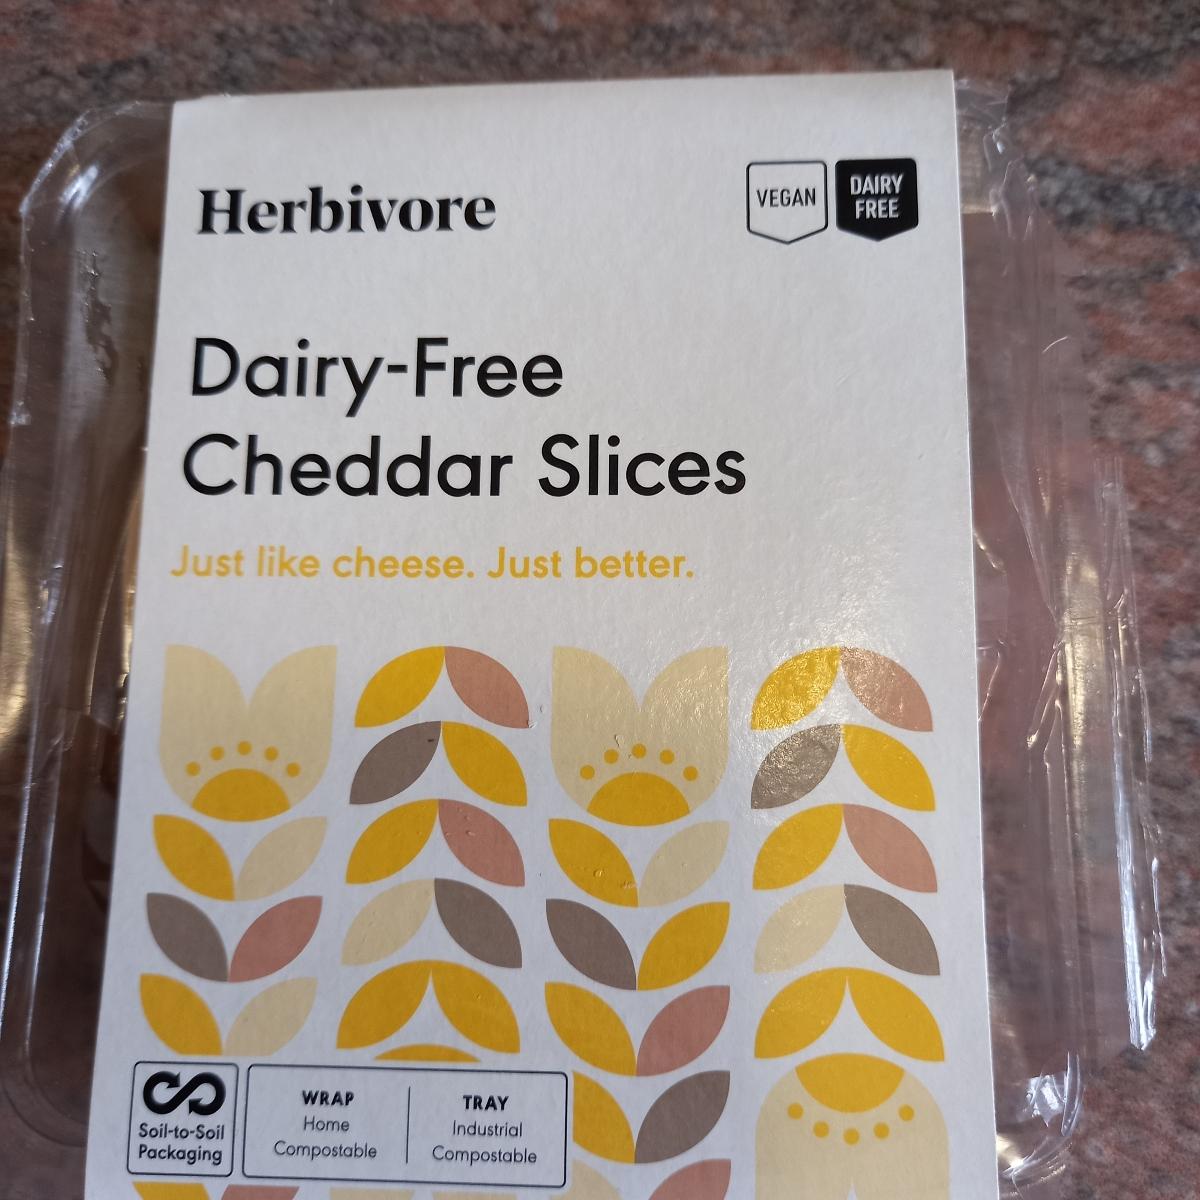 Herbivore
VEGAN
DAIRY
FREE
Dairy-Free
Cheddar Slices
Just like cheese. Just better.
Soil-to-Soil
Packaging
WRAP
Home
Compostable
TRAY
Industrial
Compostable